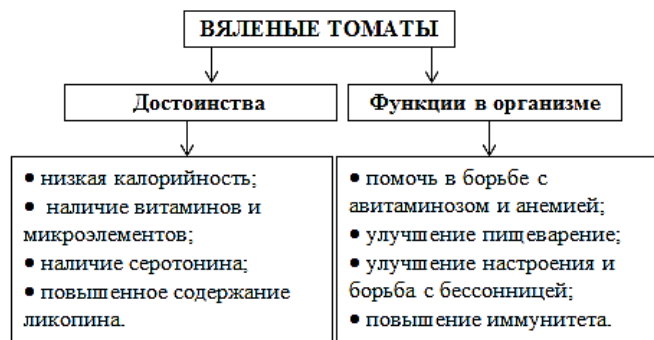 ВЯЛЕНЫЕ ТОМАТЫ
Достоинства
Функции в организме
• низкая калорийность;
• наличие витаминов и
микроэлементов;
• наличие серотонина;
• повышенное содержание
ликопина.
• помочь в борьбе с
авитаминозом и анемией;
• улучшение пищеварение;
• улучшение настроения и
борьба с бессонницей;
• повышение иммунитета.